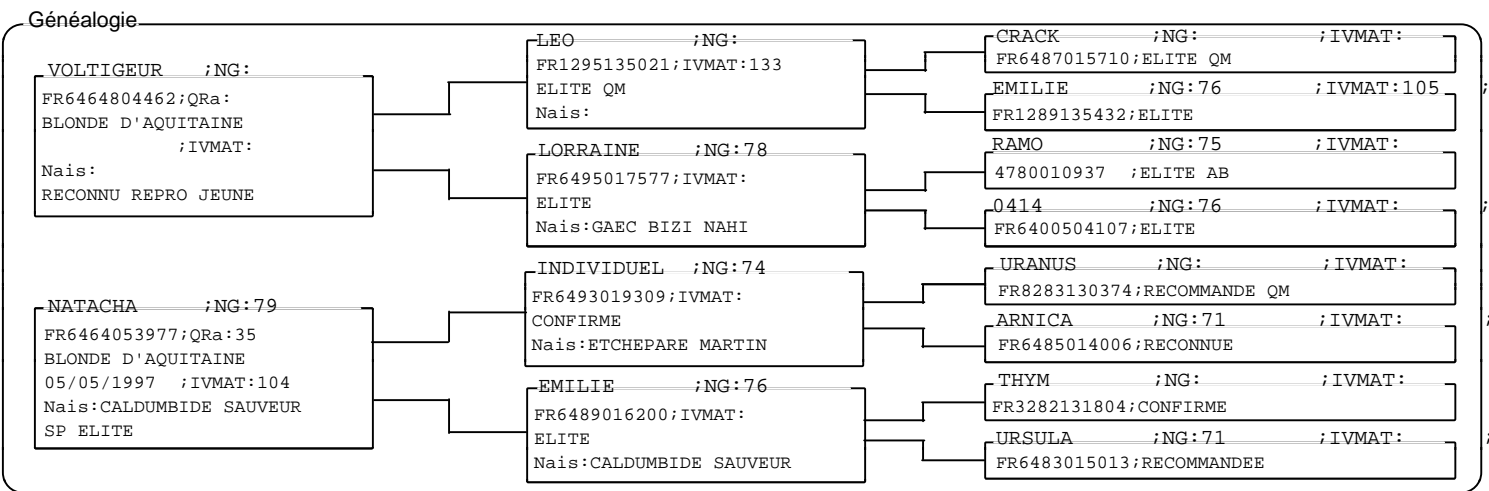 Généalogie
VOLTIGEUR ;NG:
FR6464804462;QRa:
BLONDE D'AQUITAINE
;IVMAT:
Nais:
RECONNU REPRO JEUNE
NATACHA ;NG:79
FR6464053977;QRa:35
BLONDE D'AQUITAINE
05/05/1997 ;IVMAT:104
Nais:CALDUMBIDE SAUVEUR
SP ELITE
LEO ;NG:
FR1295135021;IVMAT:133
ELITE QM
Nais:
LORRAINE ;NG:78
FR6495017577;IVMAT:
ELITE
Nais:GAEC BIZI NAHI
INDIVIDUEL ;NG:74
FR6493019309;IVMAT:
CONFIRME
Nais:ETCHEPARE MARTIN
EMILIE ;NG:76
FR6489016200;IVMAT:
ELITE
Nais:CALDUMBIDE SAUVEUR
CRACK ;NG: ;IVMAT:
FR6487015710;ELITE QM
EMILIE ;NG:76 ;IVMAT:105 ;
FR1289135432;ELITE
RAMO ;NG:75 ;IVMAT:
4780010937 ;ELITE AB
0414 ;NG:76 ;IVMAT: ;
FR6400504107;ELITE
URANUS ;NG: ;IVMAT:
FR8283130374;RECOMMANDE QM
ARNICA ;NG:71 ;IVMAT: ;
FR6485014006;RECONNUE
THYM ;NG: ;IVMAT:
FR3282131804;CONFIRME
URSULA ;NG:71 ;IVMAT: ;
FR6483015013;RECOMMANDEE